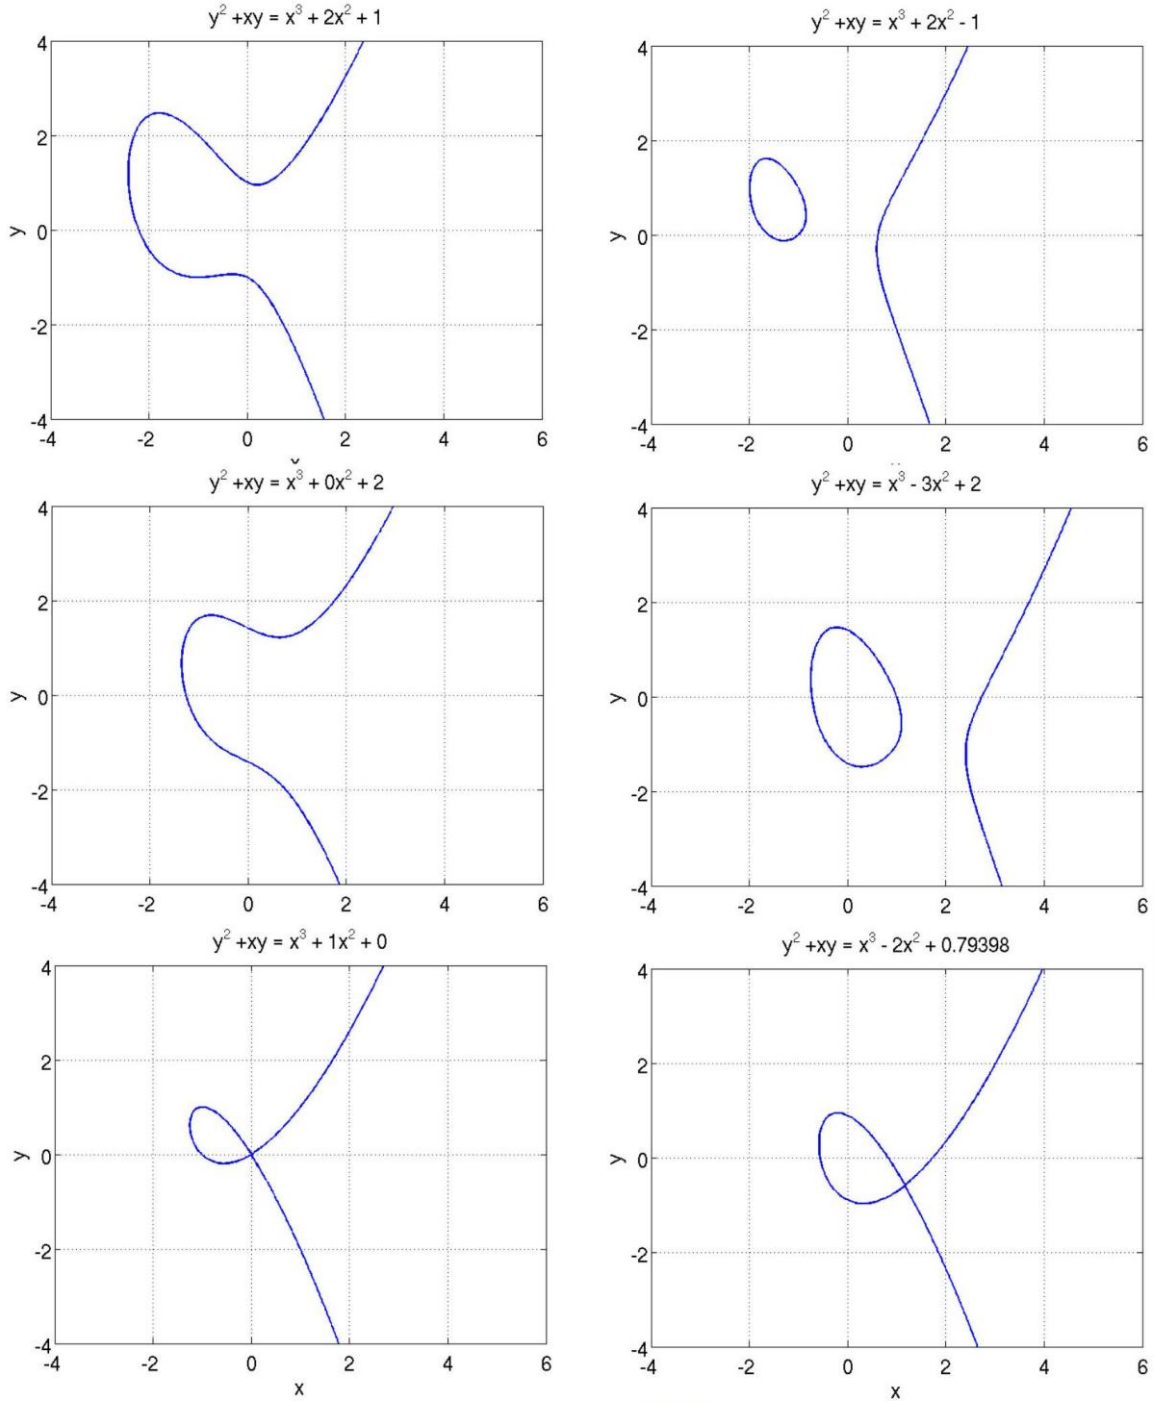 y² +xy = x³ + 2x² + 1
4
2
0
-2
-4
y
-4 -2 0 2 4 6
x
y² +xy = x³ + 2x² - 1
4
2
0
-2
-4
y
-4 -2 0 2 4 6
y² +xy = x³ + 0x² + 2
4
2
0
-2
-4
y
-4 -2 0 2 4 6
y² +xy = x³ - 3x² + 2
4
2
0
-2
-4
y
-4 -2 0 2 4 6
y² +xy = x³ + 1x² + 0
4
2
0
-2
-4
y
-4 -2 0 2 4 6
x
y² +xy = x³ - 2x² + 0.79398
4
2
0
-2
-4
y
-4 -2 0 2 4 6
x